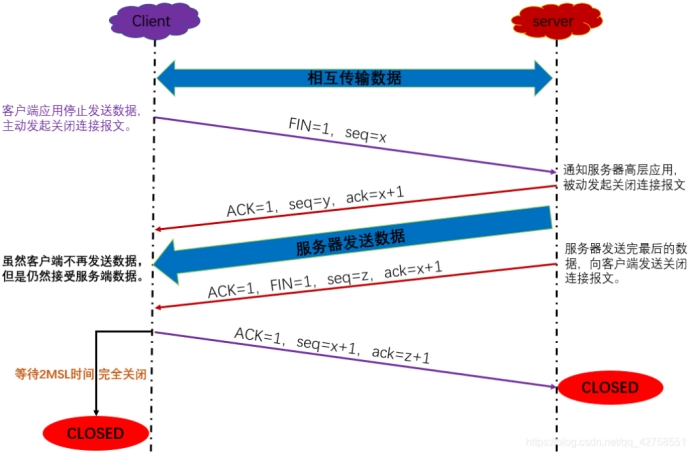 Client
server
相互传输数据
客户端应用停止发送数据,
主动发起关闭连接报文。
FIN=1, seq=x
通知服务器高层应用,
被动发起关闭连接报文
ACK=1, seq=y, ack=x+1
服务器发送数据
虽然客户端不再发送数据,
但是仍然接受服务端数据。
服务器发送完最后的数
据, 向客户端发送关闭
连接报文。
ACK=1, FIN=1, seq=z, ack=x+1
ACK=1, seq=x+1, ack=z+1
等待2MSL时间 完全关闭
CLOSED
CLOSED
https://blog.csdn.net/qq_42758551